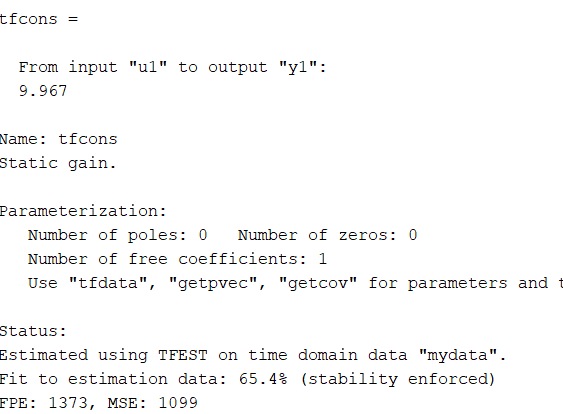 tfcons =
From input "u1" to output "y1":
9.967
Name: tfcons
Static gain.
Parameterization:
Number of poles: 0   Number of zeros: 0
Number of free coefficients: 1
Use "tfdata", "getpvec", "getcov" for parameters and
Status:
Estimated using TFEST on time domain data "mydata".
Fit to estimation data: 65.4% (stability enforced)
FPE: 1373, MSE: 1099